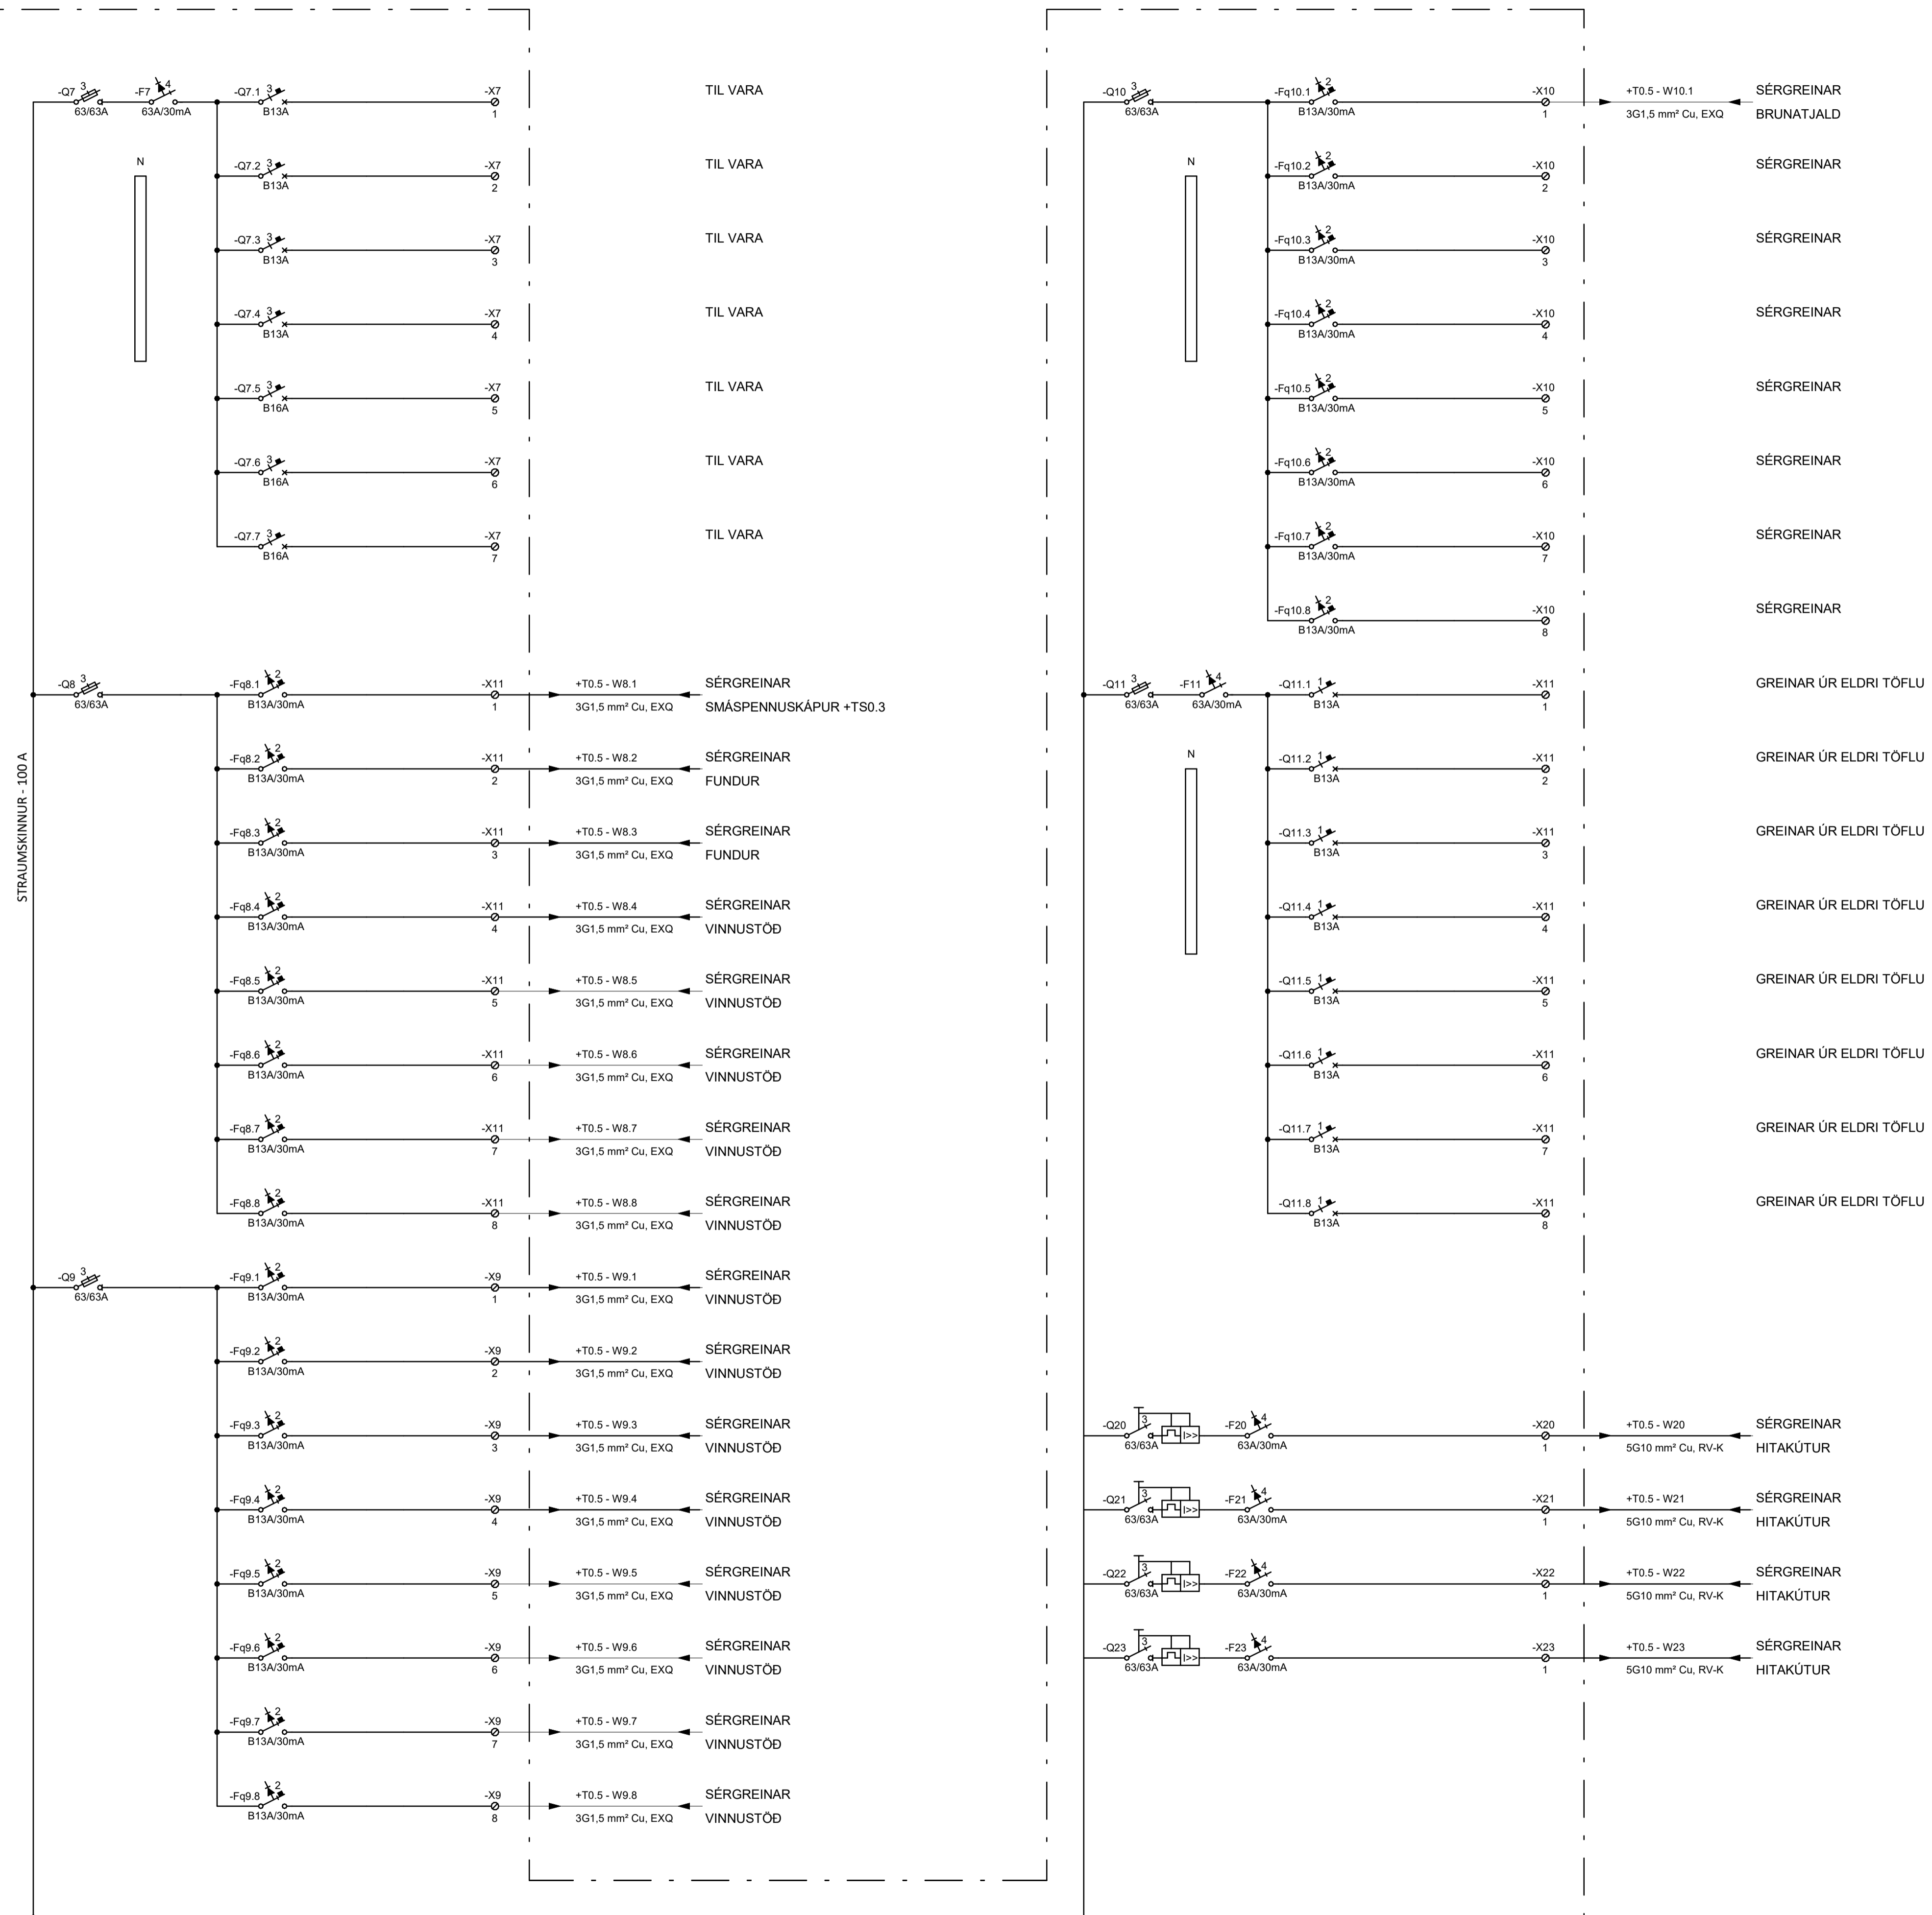 STRAUMSKINNUR - 100 A
-Q7 3 63/63A -F7 4 63A/30mA -Q7.1 3 B13A -X7 1 TIL VARA
N
-Q7.2 3 B13A -X7 2 TIL VARA
-Q7.3 3 B13A -X7 3 TIL VARA
-Q7.4 3 B13A -X7 4 TIL VARA
-Q7.5 3 B16A -X7 5 TIL VARA
-Q7.6 3 B16A -X7 6 TIL VARA
-Q7.7 3 B16A -X7 7 TIL VARA
-Q8 3 63/63A -Fq8.1 2 B13A/30mA -X11 1 +T0.5 - W8.1 3G1,5 mm² Cu, EXQ SÉRGREINAR
SMÁSPENNUSKÁPUR +TS0.3
-Fq8.2 2 B13A/30mA -X11 2 +T0.5 - W8.2 3G1,5 mm² Cu, EXQ SÉRGREINAR
FUNDUR
-Fq8.3 2 B13A/30mA -X11 3 +T0.5 - W8.3 3G1,5 mm² Cu, EXQ SÉRGREINAR
FUNDUR
-Fq8.4 2 B13A/30mA -X11 4 +T0.5 - W8.4 3G1,5 mm² Cu, EXQ SÉRGREINAR
VINNUSTÖÐ
-Fq8.5 2 B13A/30mA -X11 5 +T0.5 - W8.5 3G1,5 mm² Cu, EXQ SÉRGREINAR
VINNUSTÖÐ
-Fq8.6 2 B13A/30mA -X11 6 +T0.5 - W8.6 3G1,5 mm² Cu, EXQ SÉRGREINAR
VINNUSTÖÐ
-Fq8.7 2 B13A/30mA -X11 7 +T0.5 - W8.7 3G1,5 mm² Cu, EXQ SÉRGREINAR
VINNUSTÖÐ
-Fq8.8 2 B13A/30mA -X11 8 +T0.5 - W8.8 3G1,5 mm² Cu, EXQ SÉRGREINAR
VINNUSTÖÐ
-Q9 3 63/63A -Fq9.1 2 B13A/30mA -X9 1 +T0.5 - W9.1 3G1,5 mm² Cu, EXQ SÉRGREINAR
VINNUSTÖÐ
-Fq9.2 2 B13A/30mA -X9 2 +T0.5 - W9.2 3G1,5 mm² Cu, EXQ SÉRGREINAR
VINNUSTÖÐ
-Fq9.3 2 B13A/30mA -X9 3 +T0.5 - W9.3 3G1,5 mm² Cu, EXQ SÉRGREINAR
VINNUSTÖÐ
-Fq9.4 2 B13A/30mA -X9 4 +T0.5 - W9.4 3G1,5 mm² Cu, EXQ SÉRGREINAR
VINNUSTÖÐ
-Fq9.5 2 B13A/30mA -X9 5 +T0.5 - W9.5 3G1,5 mm² Cu, EXQ SÉRGREINAR
VINNUSTÖÐ
-Fq9.6 2 B13A/30mA -X9 6 +T0.5 - W9.6 3G1,5 mm² Cu, EXQ SÉRGREINAR
VINNUSTÖÐ
-Fq9.7 2 B13A/30mA -X9 7 +T0.5 - W9.7 3G1,5 mm² Cu, EXQ SÉRGREINAR
VINNUSTÖÐ
-Fq9.8 2 B13A/30mA -X9 8 +T0.5 - W9.8 3G1,5 mm² Cu, EXQ SÉRGREINAR
VINNUSTÖÐ
-Q10 3 63/63A -Fq10.1 2 B13A/30mA -X10 1 +T0.5 - W10.1 3G1,5 mm² Cu, EXQ SÉRGREINAR
BRUNATJALD
N
-Fq10.2 2 B13A/30mA -X10 2 SÉRGREINAR
-Fq10.3 2 B13A/30mA -X10 3 SÉRGREINAR
-Fq10.4 2 B13A/30mA -X10 4 SÉRGREINAR
-Fq10.5 2 B13A/30mA -X10 5 SÉRGREINAR
-Fq10.6 2 B13A/30mA -X10 6 SÉRGREINAR
-Fq10.7 2 B13A/30mA -X10 7 SÉRGREINAR
-Fq10.8 2 B13A/30mA -X10 8 SÉRGREINAR
-Q11 3 63/63A -F11 4 63A/30mA -Q11.1 1 B13A -X11 1 GREINAR ÚR ELDRI TÖFLU
N
-Q11.2 1 B13A -X11 2 GREINAR ÚR ELDRI TÖFLU
-Q11.3 1 B13A -X11 3 GREINAR ÚR ELDRI TÖFLU
-Q11.4 1 B13A -X11 4 GREINAR ÚR ELDRI TÖFLU
-Q11.5 1 B13A -X11 5 GREINAR ÚR ELDRI TÖFLU
-Q11.6 1 B13A -X11 6 GREINAR ÚR ELDRI TÖFLU
-Q11.7 1 B13A -X11 7 GREINAR ÚR ELDRI TÖFLU
-Q11.8 1 B13A -X11 8 GREINAR ÚR ELDRI TÖFLU
-Q20 3 63/63A I>> -F20 4 63A/30mA -X20 1 +T0.5 - W20 5G10 mm² Cu, RV-K SÉRGREINAR
HITAKÚTUR
-Q21 3 63/63A I>> -F21 4 63A/30mA -X21 1 +T0.5 - W21 5G10 mm² Cu, RV-K SÉRGREINAR
HITAKÚTUR
-Q22 3 63/63A I>> -F22 4 63A/30mA -X22 1 +T0.5 - W22 5G10 mm² Cu, RV-K SÉRGREINAR
HITAKÚTUR
-Q23 3 63/63A I>> -F23 4 63A/30mA -X23 1 +T0.5 - W23 5G10 mm² Cu, RV-K SÉRGREINAR
HITAKÚTUR